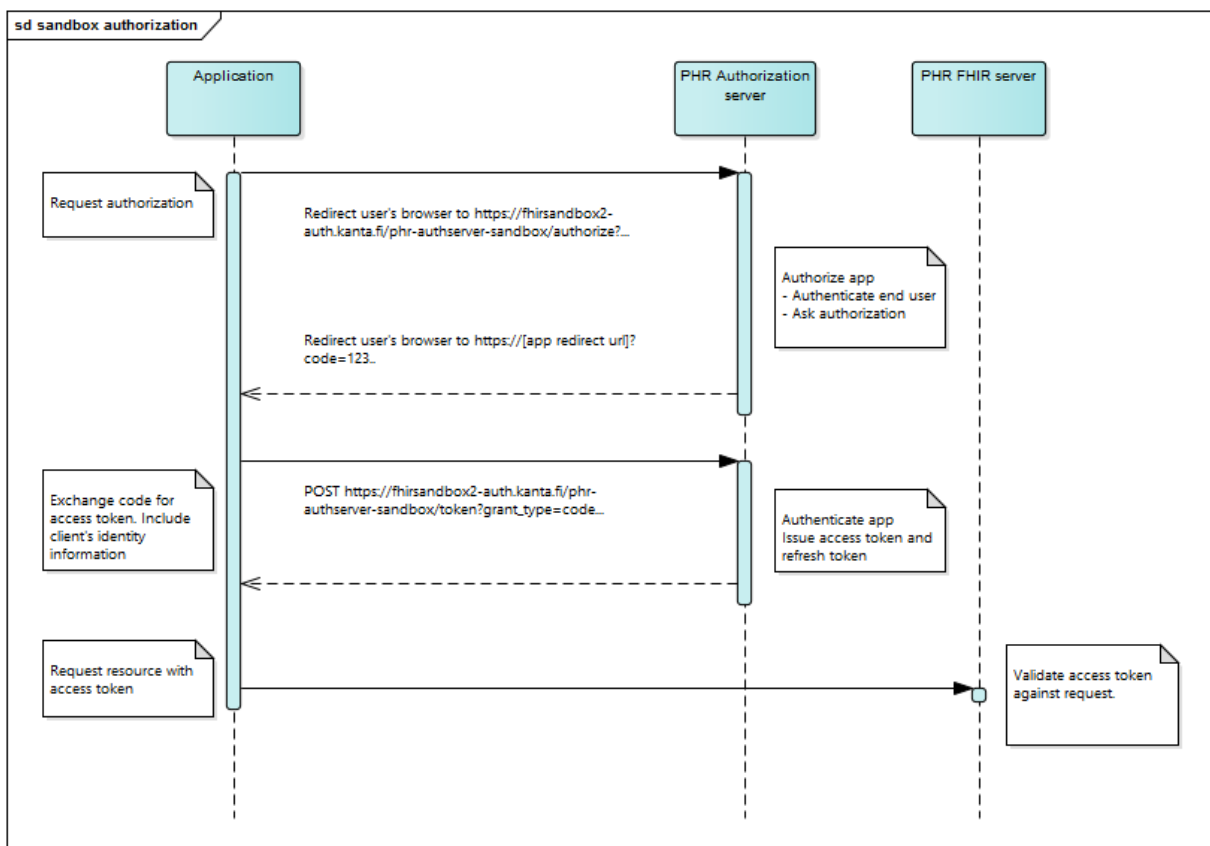 sd sandbox authorization
Application
PHR Authorization
server
PHR FHIR server
Request authorization
Redirect user's browser to https://fhirsandbox2-
auth.kanta.fi/phr-authserver-sandbox/authorize?...
Authorize app
- Authenticate end user
- Ask authorization
Redirect user's browser to https://[app redirect url]?
code=123..
Exchange code for
access token. Include
client's identity
information
POST https://fhirsandbox2-auth.kanta.fi/phr-
authserver-sandbox/token?grant_type=code...
Authenticate app
Issue access token and
refresh token
Request resource with
access token
Validate access token
against request.